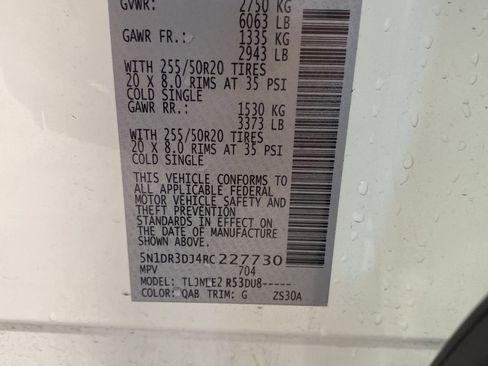 GVWR: 2750 KG
6063 LB
GAWR FR.: 1335 KG
2943 LB
WITH 255/50R20 TIRES
20 X 8.0 RIMS AT 35 PSI
COLD SINGLE
GAWR RR.: 1530 KG
3373 LB
WITH 255/50R20 TIRES
20 X 8.0 RIMS AT 35 PSI
COLD SINGLE
THIS VEHICLE CONFORMS TO
ALL APPLICABLE FEDERAL
MOTOR VEHICLE SAFETY
AND THEFT PREVENTION
STANDARDS IN EFFECT ON
THE DATE OF MANUFACTURE
SHOWN ABOVE.
5N1DR3DJ4RC227730
MPV 704
MODEL: TLJNLE2 R53DU8-----
COLOR: QAB TRIM: G ZS30A